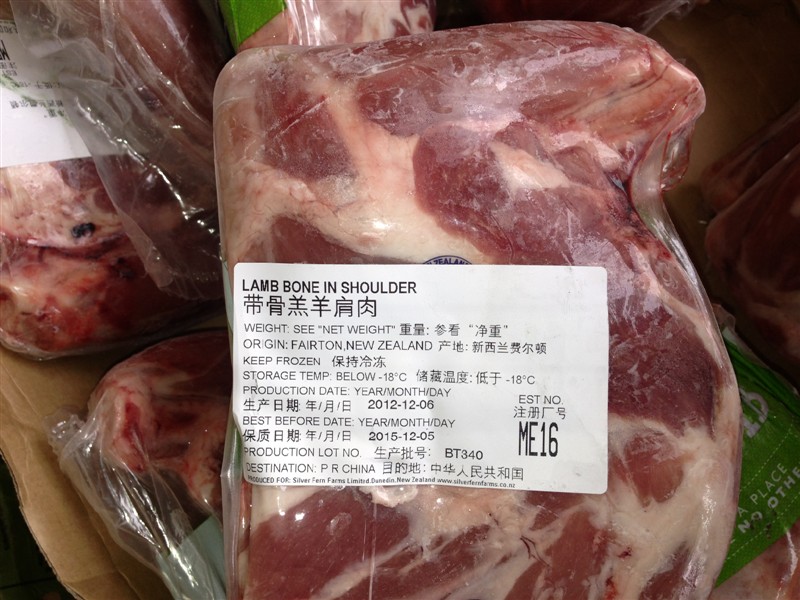 ZEALAND
LAMB BONE IN SHOULDER
带骨羔羊肩肉
WEIGHT: SEE "NET WEIGHT" 重量: 参看 "净重"
ORIGIN: FAIRTON,NEW ZEALAND 产地: 新西兰费尔顿
KEEP FROZEN 保持冷冻
STORAGE TEMP: BELOW -18°C 储藏温度: 低于 -18°C
PRODUCTION DATE: YEAR/MONTH/DAY
生产日期: 年/月/日 2012-12-06
BEST BEFORE DATE: YEAR/MONTH/DAY
保质日期: 年/月/日 2015-12-05
PRODUCTION LOT NO. 生产批号: BT340
DESTINATION: P R CHINA 目的地: 中华人民共和国
PRODUCED FOR: Silver Fern Farms Limited.Dunedin,New Zealand www.silverfernfarms.co.nz
EST NO.
注册厂号
ME16
A PLACE
NO OTHE